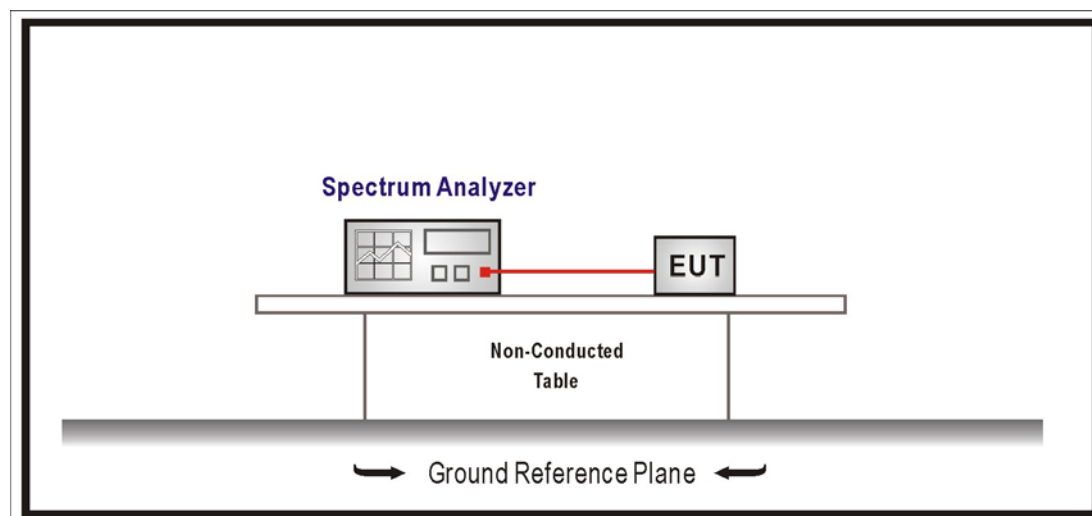 Spectrum Analyzer
EUT
Non-Conducted
Table
Ground Reference Plane